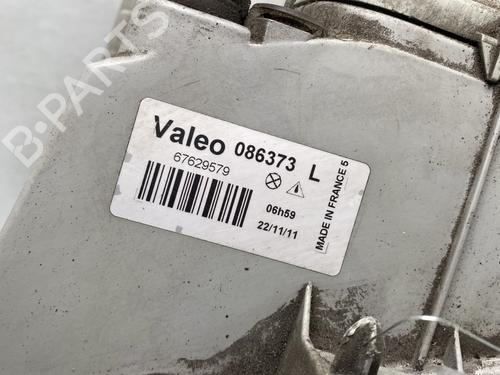 B-PARTS
Valeo 086373 L
67629579
06h59
22/11/11
MADE IN FRANCE 5